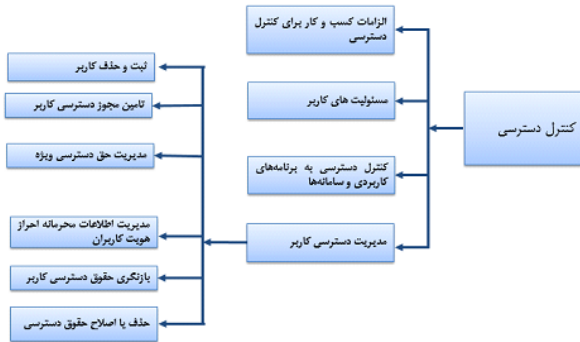 کنترل دسترسی
الزامات کسب و کار برای کنترل
دسترسی
مسئولیت های کاربر
کنترل دسترسی به برنامه‌های
کاربردی و سامانه‌ها
مدیریت دسترسی کاربر
ثبت و حذف کاربر
تامین مجوز دسترسی کاربر
مدیریت حق دسترسی ویژه
مدیریت اطلاعات محرمانه احراز
هویت کاربران
بازنگری حقوق دسترسی کاربر
حذف یا اصلاح حقوق دسترسی